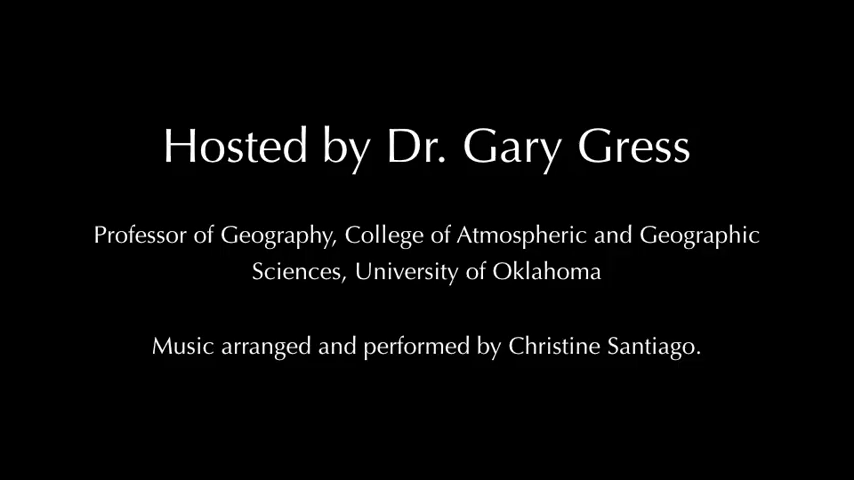 Hosted by Dr. Gary Gress
Professor of Geography, College of Atmospheric and Geographic
Sciences, University of Oklahoma
Music arranged and performed by Christine Santiago.